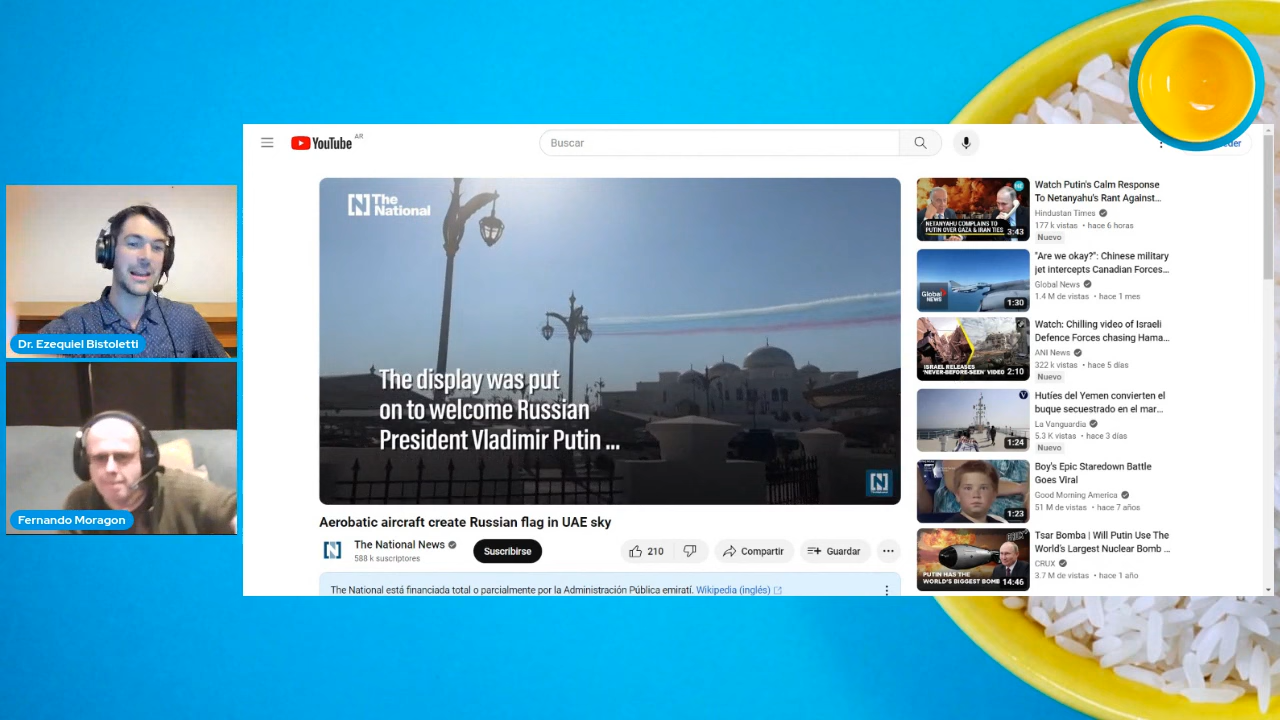 YouTube AR
Buscar
The
National
The display was put
on to welcome Russian
President Vladimir Putin ...
Aerobatic aircraft create Russian flag in UAE sky
The National News
588 k suscriptores
Suscribirse
210
Compartir
Guardar
The National está financiada total o parcialmente por la Administración Pública emiratí. Wikipedia (inglés)
Dr. Ezequiel Bistoletti
Fernando Moragon
NETANYAHU COMPLAINS TO
PUTIN OVER GAZA & IRAN TIES
3:43
Watch Putin's Calm Response
To Netanyahu's Rant Against...
Hindustan Times
177 k vistas • hace 6 horas
Nuevo
Global
NEWS
1:30
"Are we okay?": Chinese military
jet intercepts Canadian Forces...
Global News
1.4 M de vistas • hace 1 mes
ISRAEL RELEASES
'NEVER-BEFORE-SEEN' VIDEO
2:10
Watch: Chilling video of Israeli
Defence Forces chasing Hama...
ANI News
322 k vistas • hace 5 días
Nuevo
1:24
Hutíes del Yemen convierten el
buque secuestrado en el mar...
La Vanguardia
5.3 K vistas • hace 3 días
Nuevo
1:23
Boy's Epic Staredown Battle
Goes Viral
Good Morning America
51 M de vistas • hace 7 años
PUTIN HAS THE
WORLD'S BIGGEST BOMB
14:46
Tsar Bomba | Will Putin Use The
World's Largest Nuclear Bomb ...
CRUX
3.7 M de vistas • hace 1 año